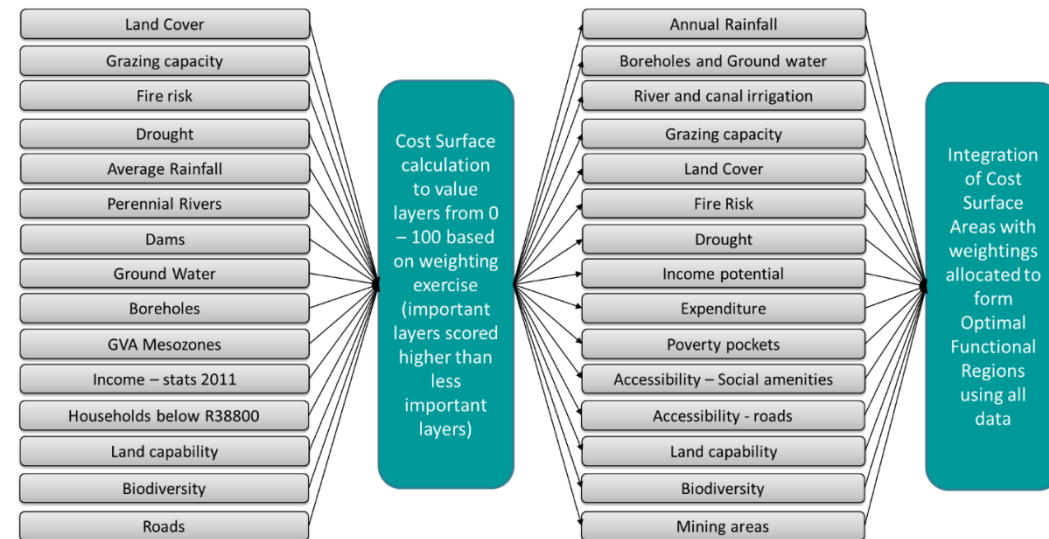 Land Cover
Grazing capacity
Fire risk
Drought
Average Rainfall
Perennial Rivers
Dams
Ground Water
Boreholes
GVA Mesozones
Income – stats 2011
Households below R38800
Land capability
Biodiversity
Roads
Cost Surface
calculation
to value
layers from 0
– 100 based
on weighting
exercise
(important
layers scored
higher than
less
important
layers)
Annual Rainfall
Boreholes and Ground water
River and canal irrigation
Grazing capacity
Land Cover
Fire Risk
Drought
Income potential
Expenditure
Poverty pockets
Accessibility – Social amenities
Accessibility - roads
Land capability
Biodiversity
Mining areas
Integration
of Cost
Surface
Areas with
weightings
allocated to
form
Optimal
Functional
Regions
using all
data